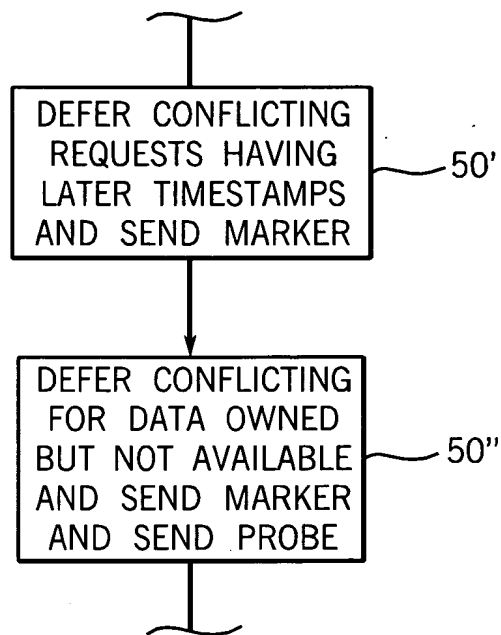 DEFER CONFLICTING
REQUESTS HAVING
LATER TIMESTAMPS
AND SEND MARKER
50'
DEFER CONFLICTING
FOR DATA OWNED
BUT NOT AVAILABLE
AND SEND MARKER
AND SEND PROBE
50"